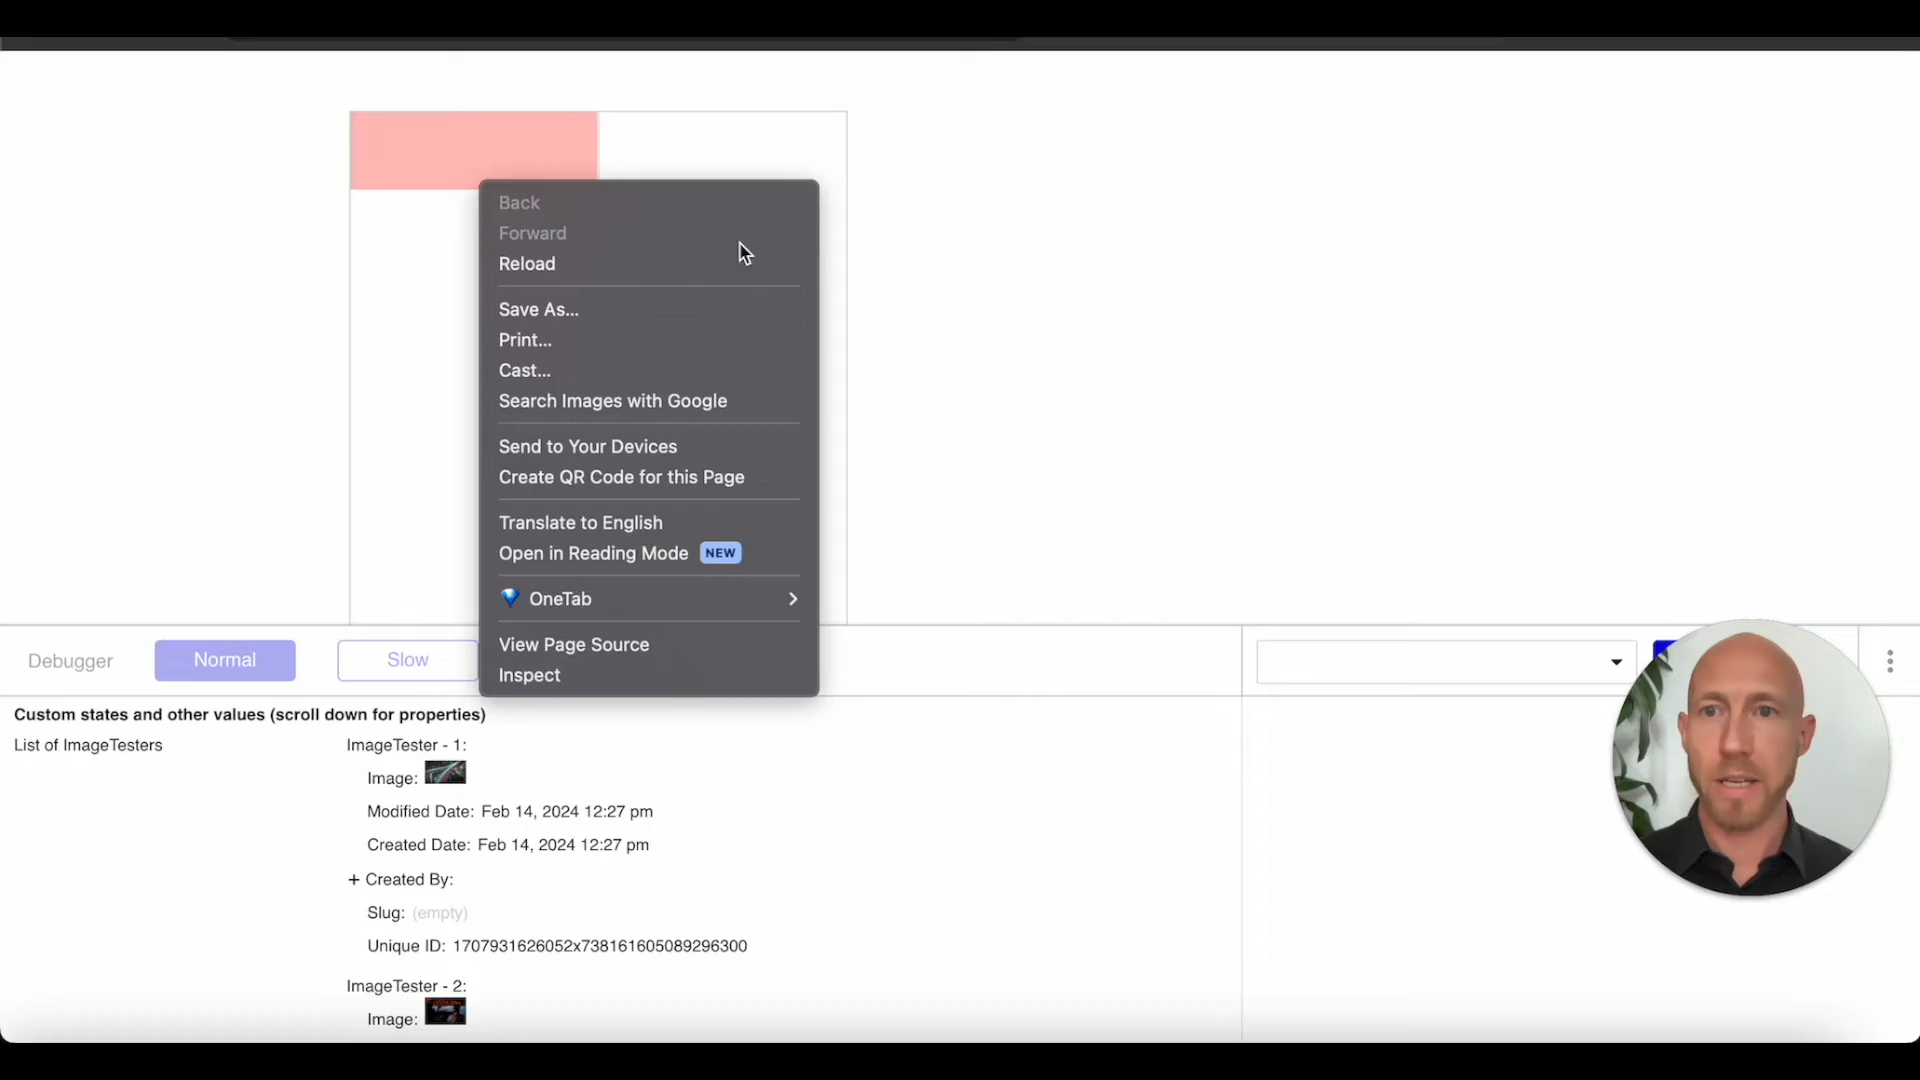 Back
Forward
Reload
Save As...
Print...
Cast...
Search Images with Google
Send to Your Devices
Create QR Code for this Page
Translate to English
Open in Reading Mode NEW
OneTab
View Page Source
Inspect
Debugger Normal Slow
Custom states and other values (scroll down for properties)
List of ImageTesters ImageTester - 1:
Image:
Modified Date: Feb 14, 2024 12:27 pm
Created Date: Feb 14, 2024 12:27 pm
+ Created By:
Slug: (empty)
Unique ID: 1707931626052x738161605089296300
ImageTester - 2:
Image: